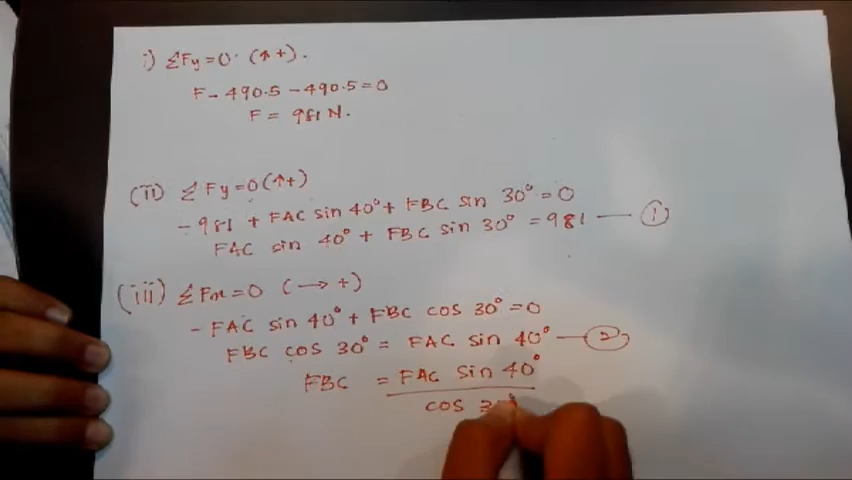 i) ΣFy=0· (↑+).
F-490.5-490.5=0
F = 981 N.
(ii) ΣFy=0(↑+)
-981 + FAC sin 40°+ FBC sin 30°=0
FAC sin 40° + FBC sin 30° =981 — ①
(iii) ΣFx=0 (→+)
-FAC sin 40°+ FBC cos 30°=0
FBC cos 30° = FAC sin 40° — ②
FBC = FAC sin 40°
cos